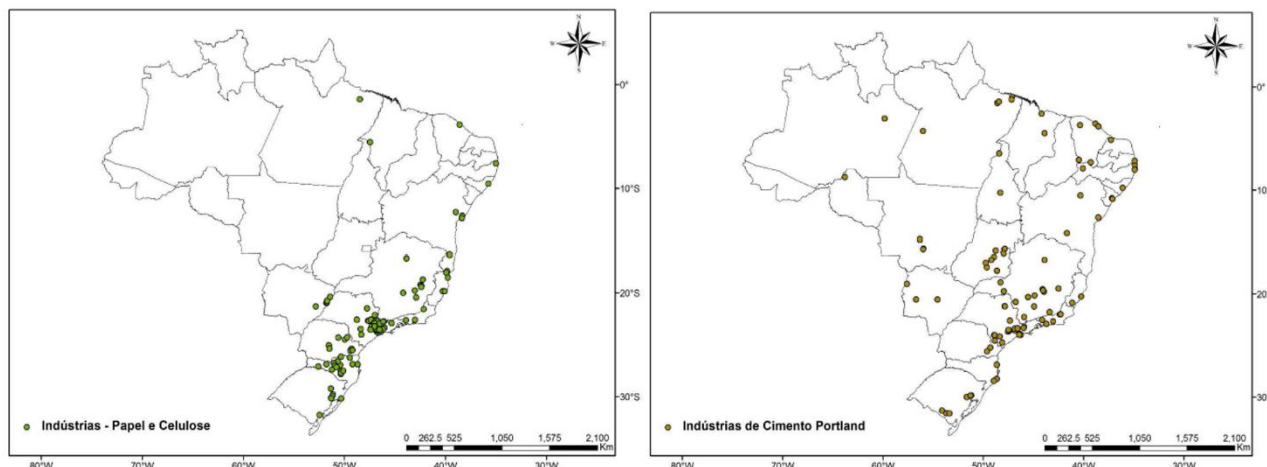 N
W E
S
0°
10°S
20°S
30°S
Indústrias - Papel e Celulose
0 262.5 525 1,050 1,575 2,100
Km
80°W 70°W 60°W 50°W 40°W 30°W
N
W E
S
0°
10°S
20°S
30°
Indústrias de Cimento Portland
0 262.5 525 1,050 1,575 2,100
Km
80°W 70°W 60°W 50°W 40°W 30°W